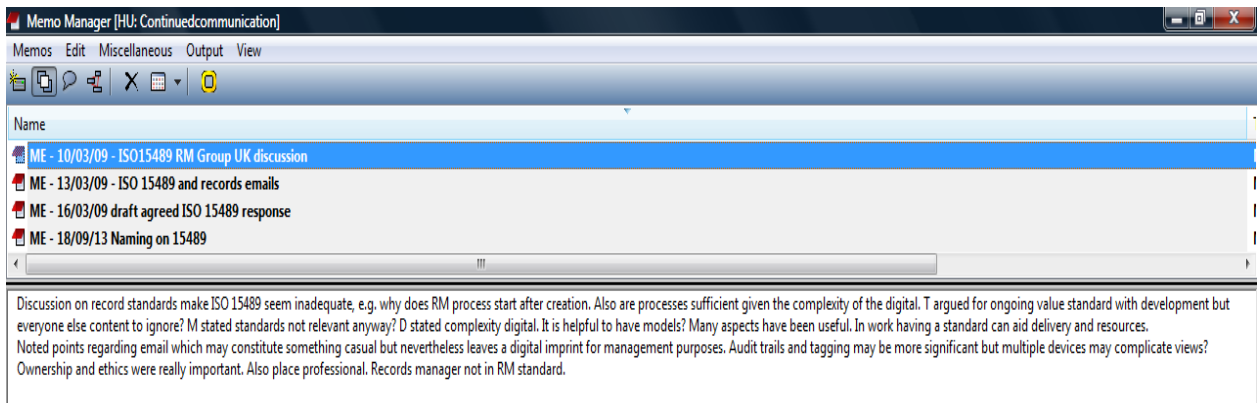 Memo Manager [HU: Continuedcommunication]
Memos Edit Miscellaneous Output View
Name
ME - 10/03/09 - ISO15489 RM Group UK discussion
ME - 13/03/09 - ISO 15489 and records emails
ME - 16/03/09 draft agreed ISO 15489 response
ME - 18/09/13 Naming on 15489
Discussion on record standards make ISO 15489 seem inadequate, e.g. why does RM process start after creation. Also are processes sufficient given the complexity of the digital. T argued for ongoing value standard with development but
everyone else content to ignore? M stated standards not relevant anyway? D stated complexity digital. It is helpful to have models? Many aspects have been useful. In work having a standard can aid delivery and resources.
Noted points regarding email which may constitute something casual but nevertheless leaves a digital imprint for management purposes. Audit trails and tagging may be more significant but multiple devices may complicate views?
Ownership and ethics were really important. Also place professional. Records manager not in RM standard.